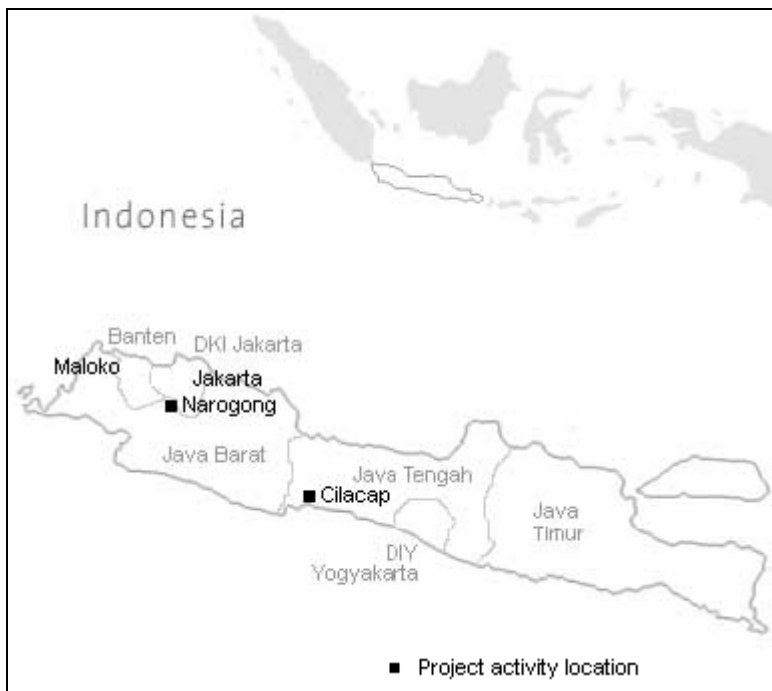 Indonesia
Banten
DKI Jakarta
Maloko
Jakarta
Narogong
Java Barat
Java Tengah
Cilacap
Java
Timur
DIY
Yogyakarta
Project activity location